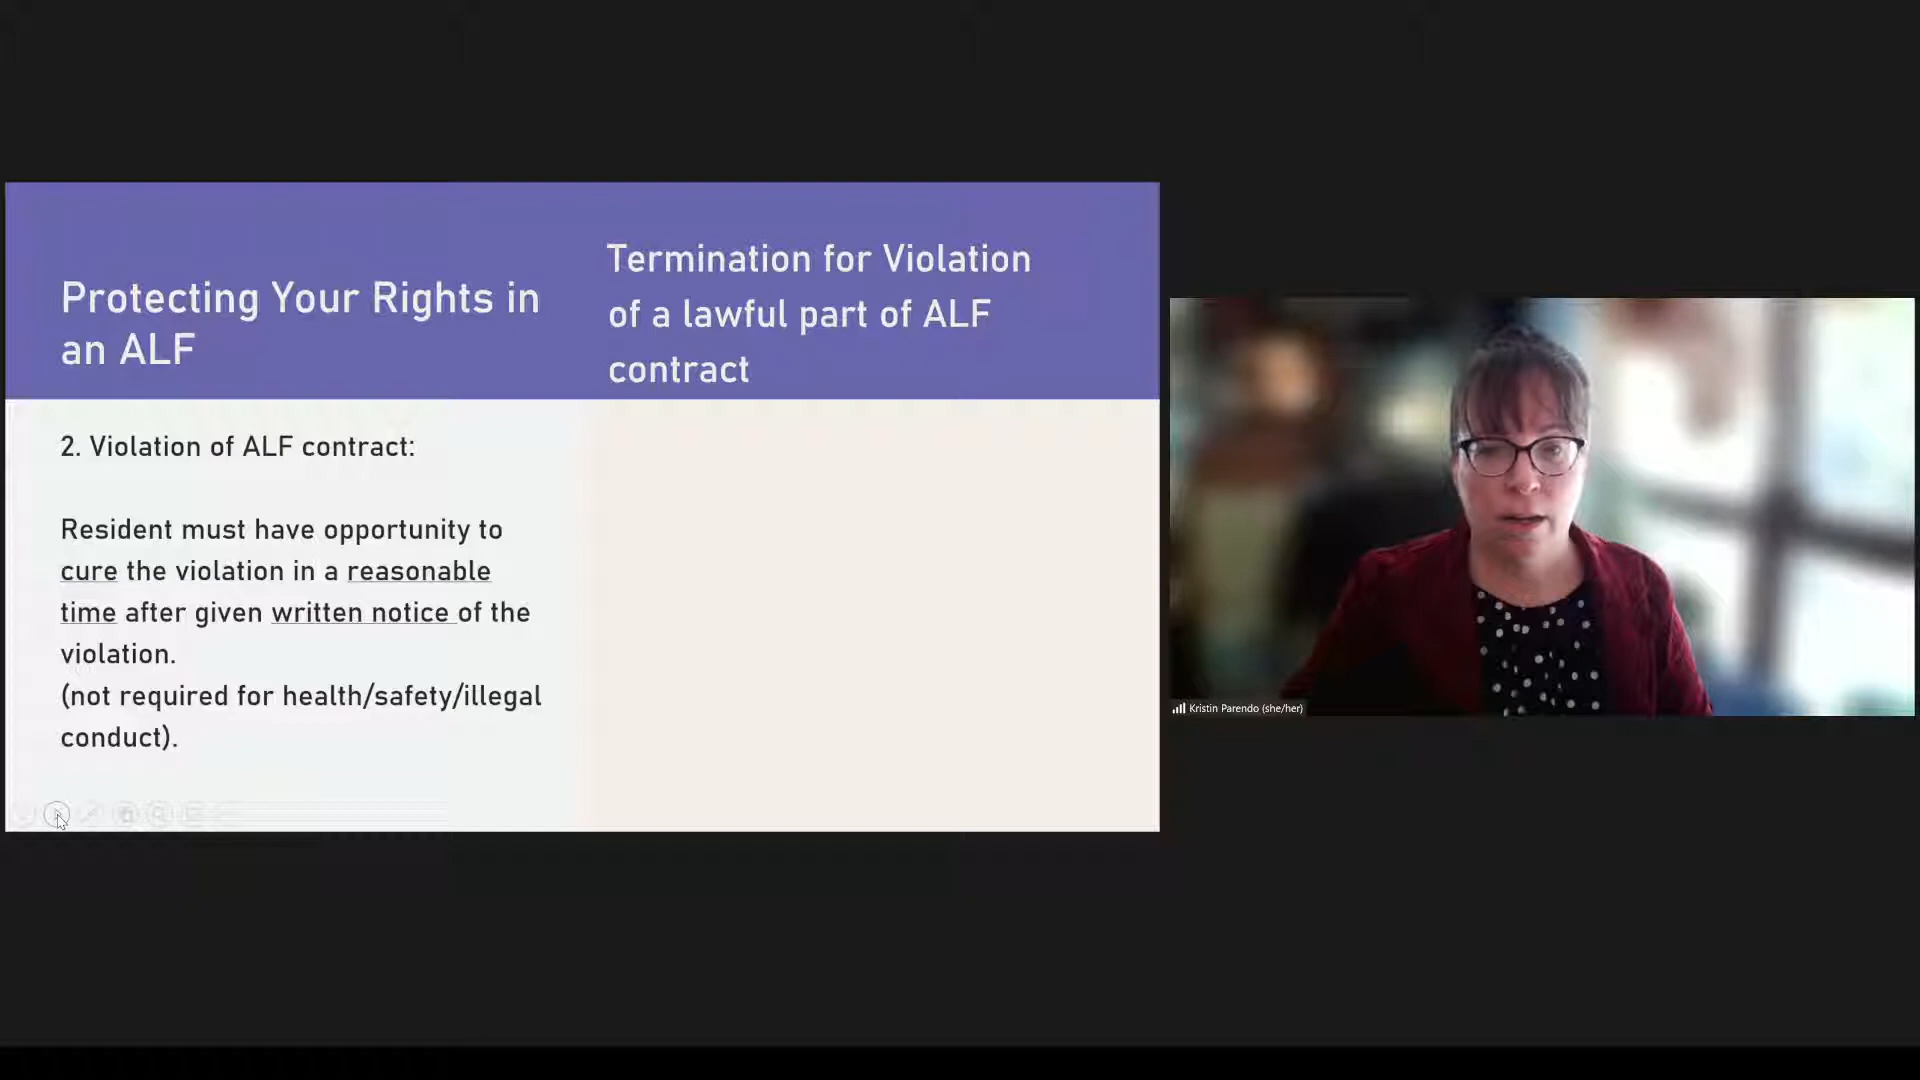 Protecting Your Rights in
an ALF
Termination for Violation
of a lawful part of ALF
contract
2. Violation of ALF contract:
Resident must have opportunity to
cure the violation in a reasonable
time after given written notice of the
violation.
(not required for health/safety/illegal
conduct).
Kristin Parendo (she/her)